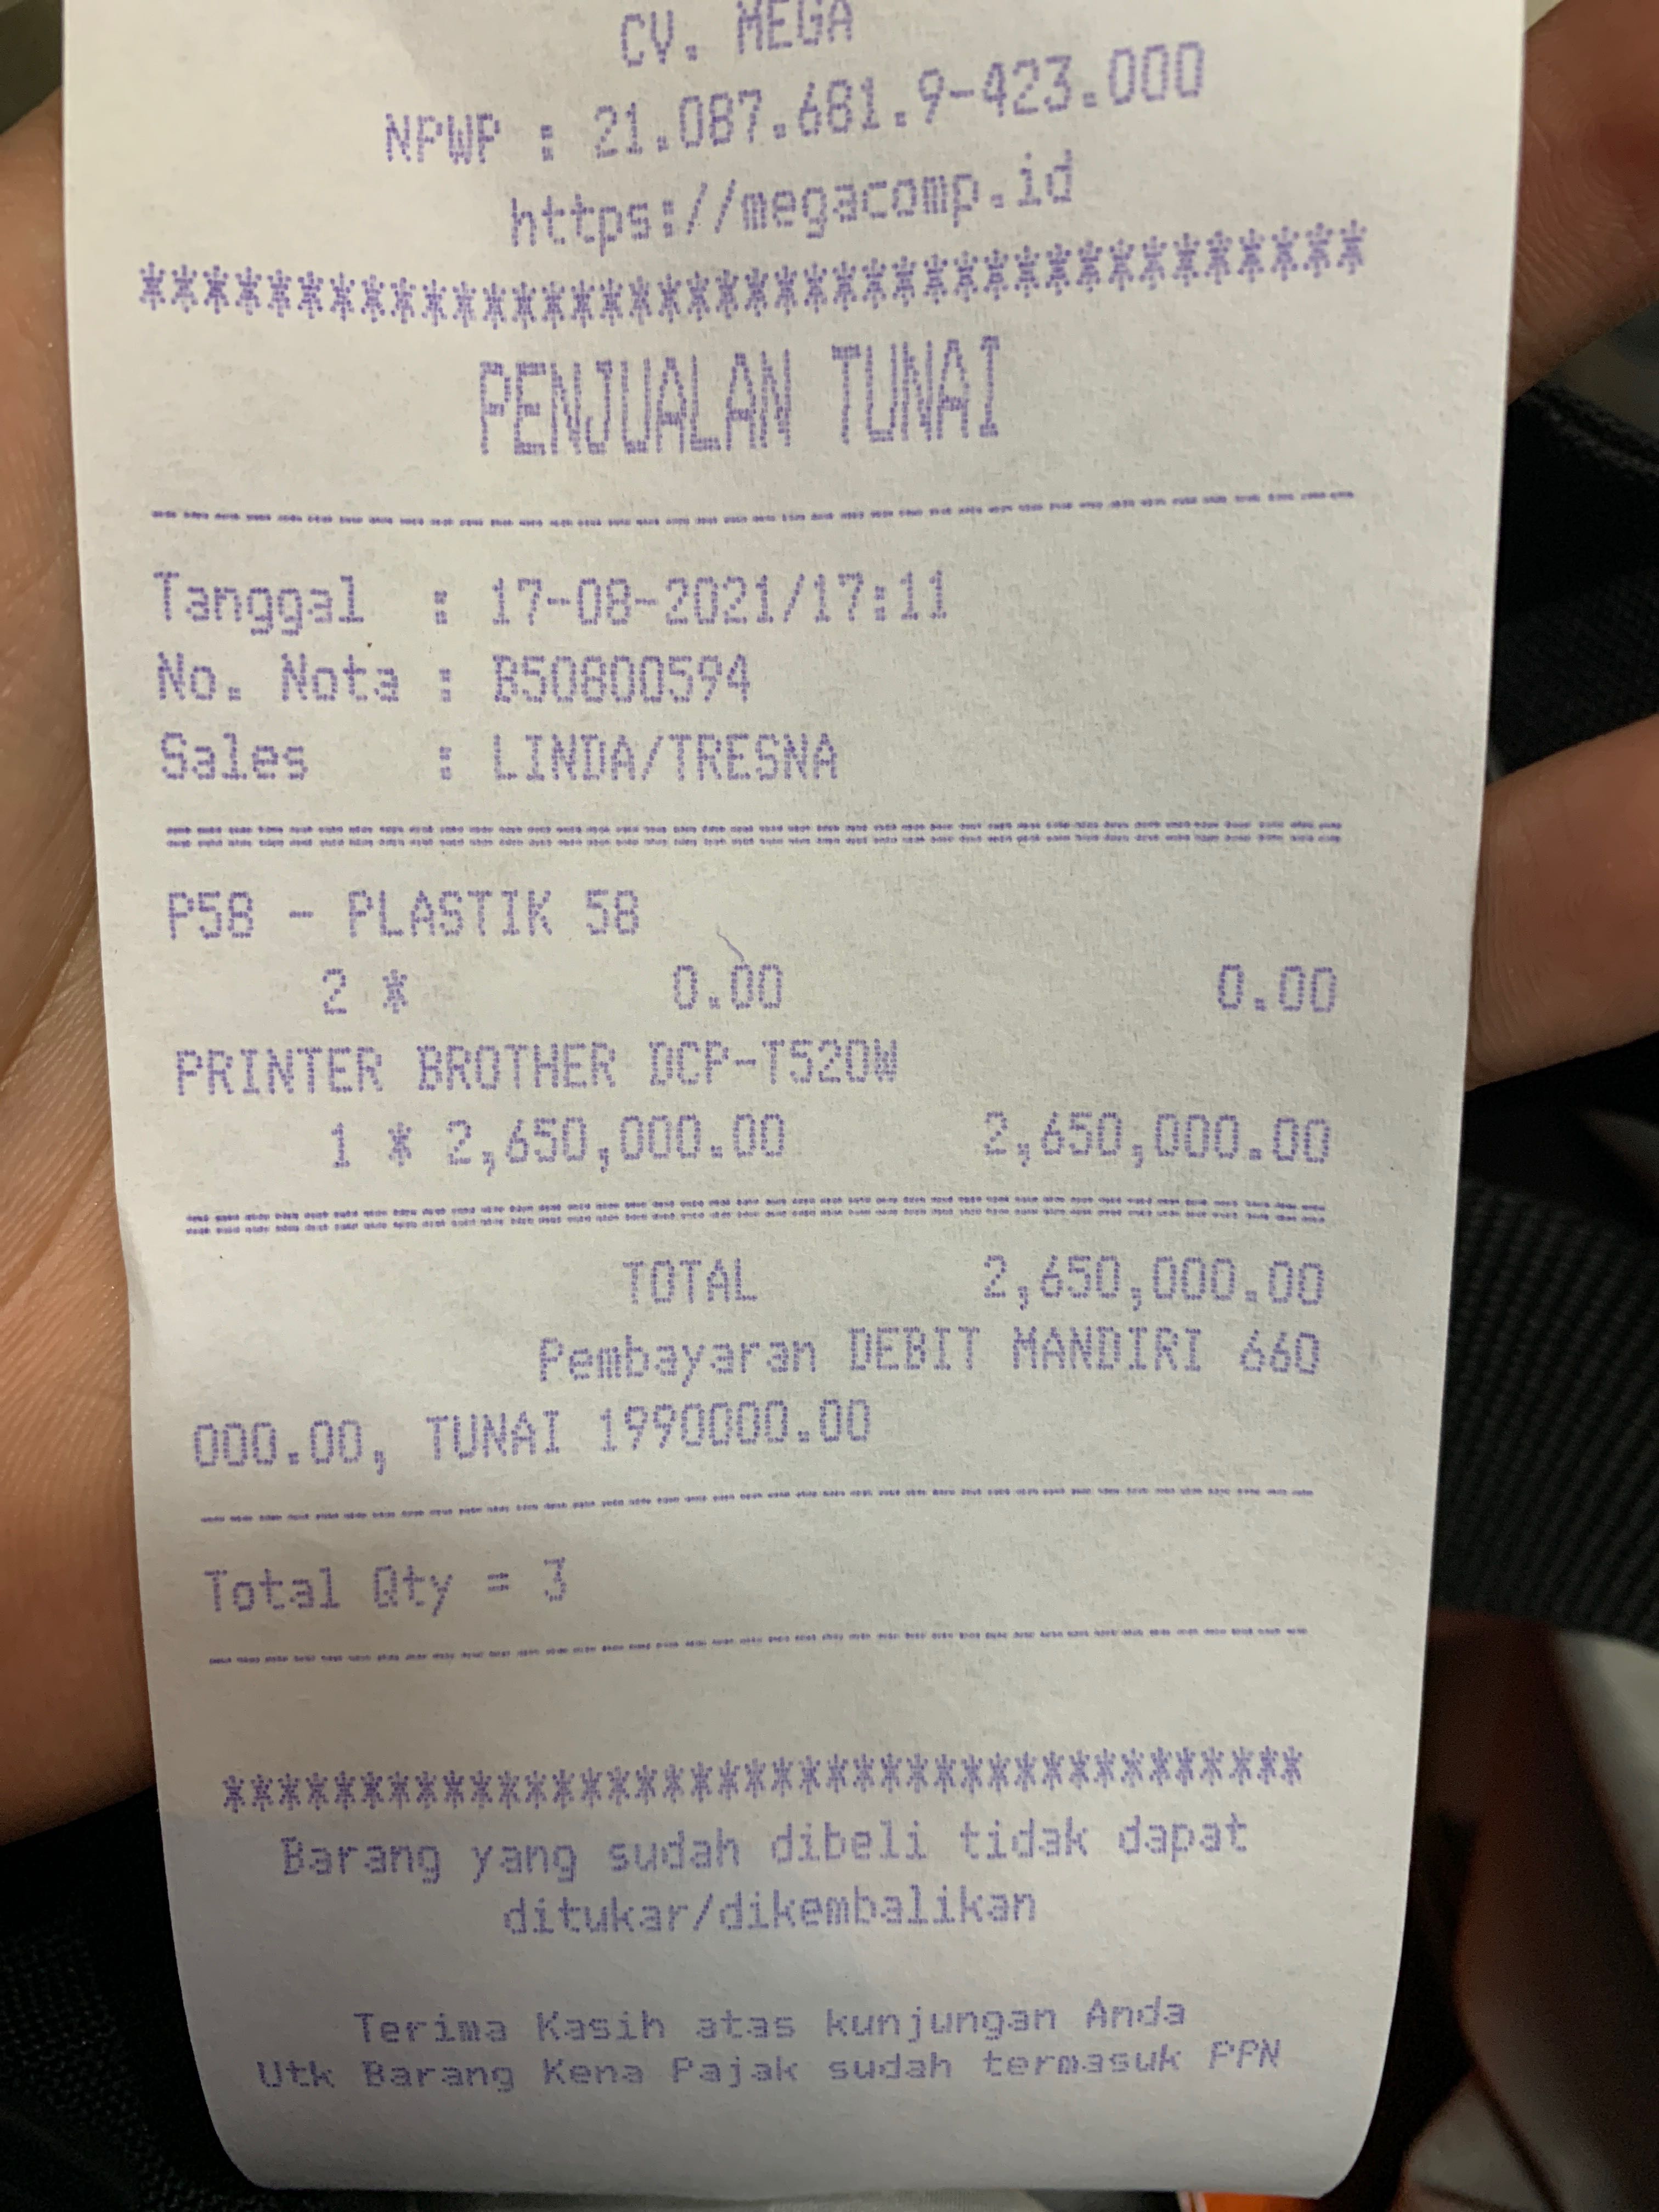 CV. MEGA
NPWP : 21.087.681.9-423.000
https://megacomp.id
****************************************
PENJUALAN TUNAI
----------------------------------------
Tanggal : 17-08-2021/17:11
No. Nota : B50800594
Sales : LINDA/TRESNA
========================================
P58 - PLASTIK 58
2 * 0.00 0.00
PRINTER BROTHER DCP-T520W
1 * 2,650,000.00 2,650,000.00
========================================
TOTAL 2,650,000.00
Pembayaran DEBIT MANDIRI 660
000.00, TUNAI 1990000.00
----------------------------------------
Total Qty = 3
----------------------------------------
****************************************
Barang yang sudah dibeli tidak dapat
ditukar/dikembalikan
Terima Kasih atas kunjungan Anda
Utk Barang Kena Pajak sudah termasuk PPN